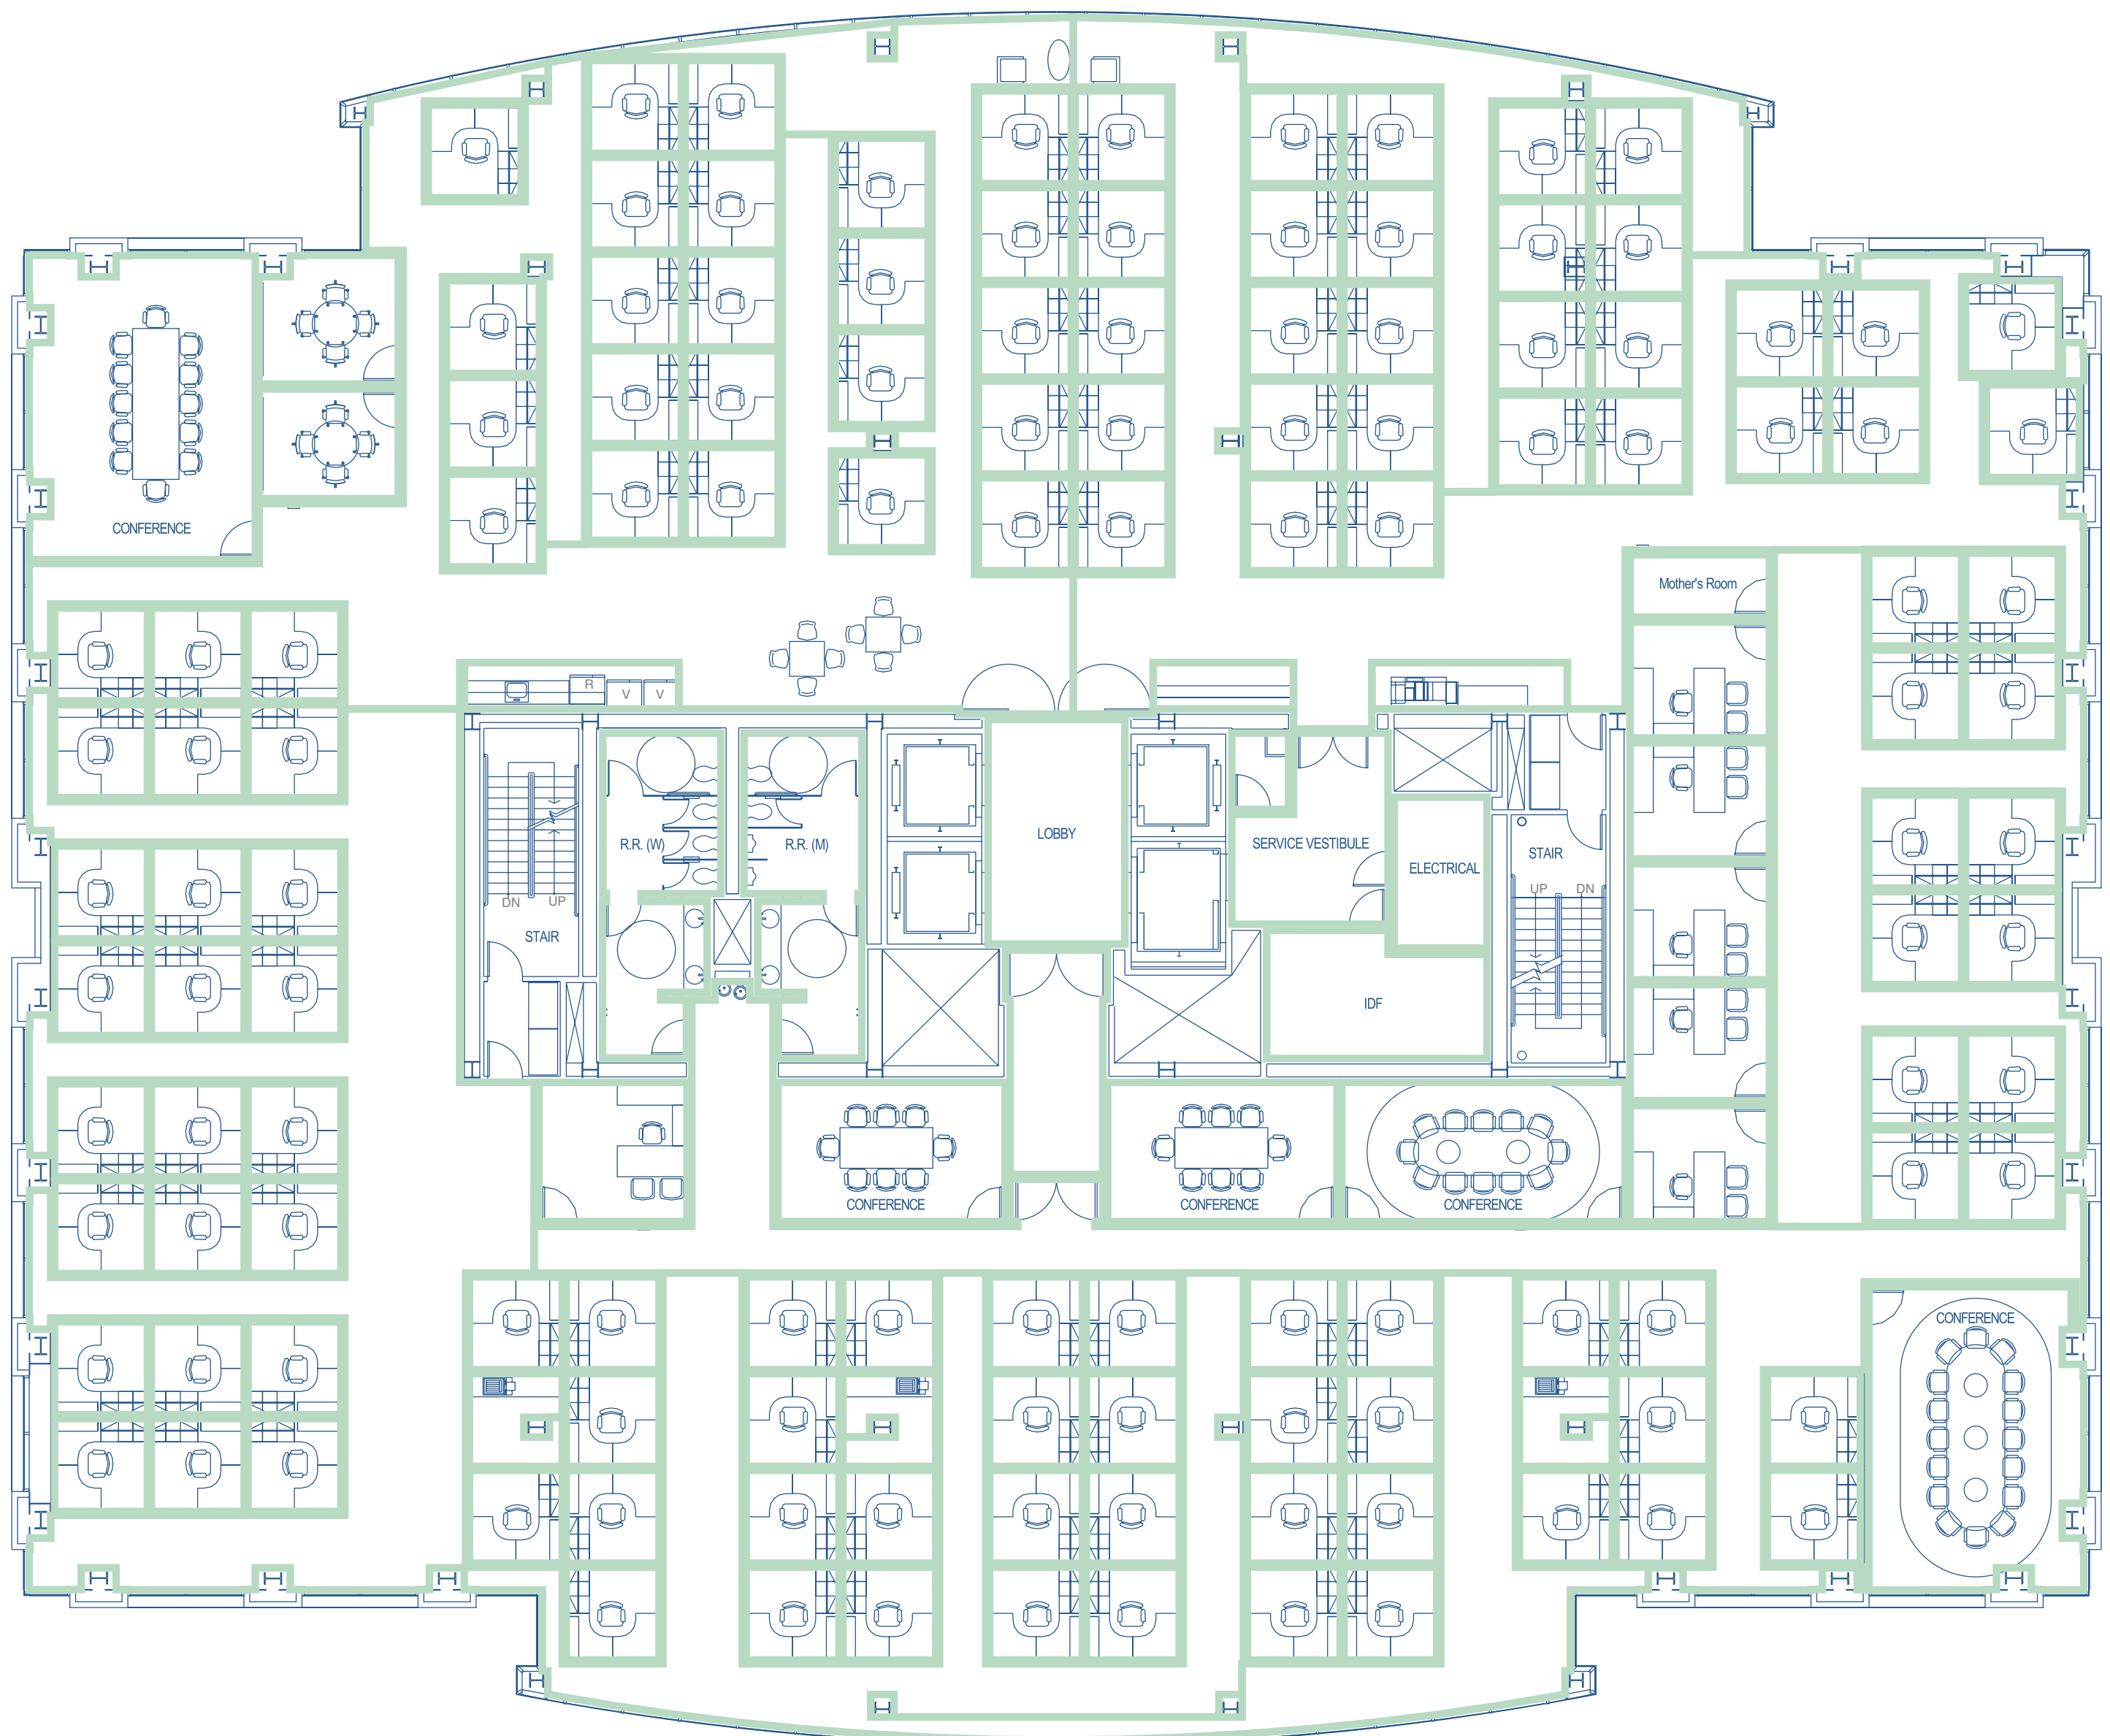 CONFERENCE
Mother's Room
R
V
V
LOBBY
R.R. (W)
R.R. (M)
SERVICE VESTIBULE
STAIR
ELECTRICAL
UP
DN
DN
UP
STAIR
IDF
CONFERENCE
CONFERENCE
CONFERENCE
CONFERENCE